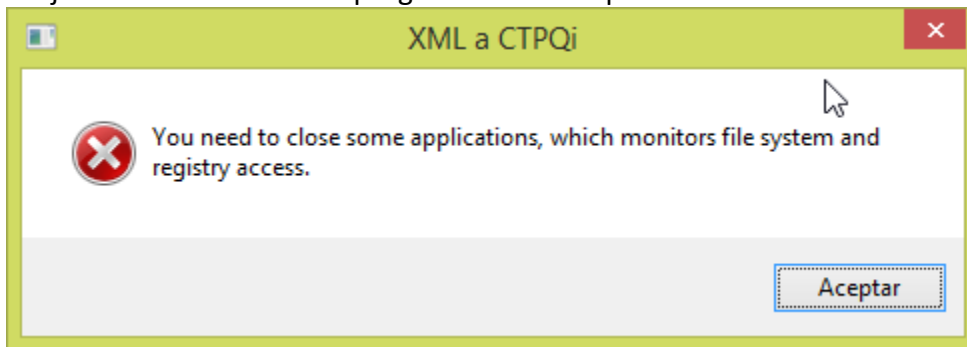 XML a CTPQi
You need to close some applications, which monitors file system and
registry access.
Aceptar